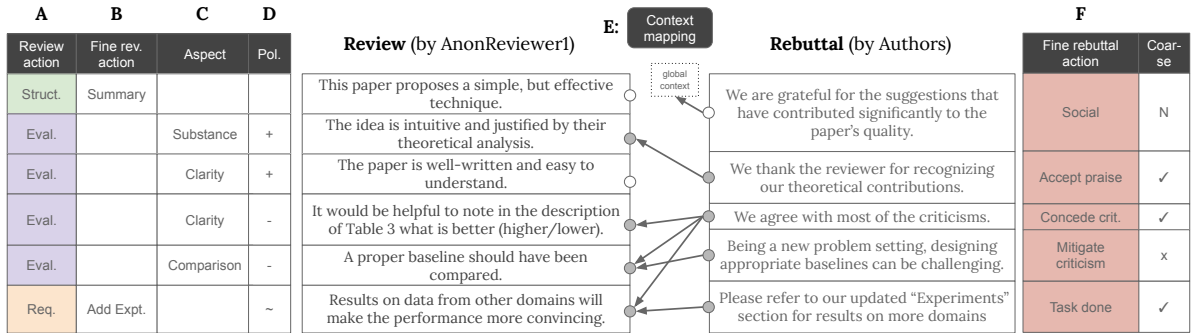 A B C D E: Context mapping F
Review (by AnonReviewer1) Rebuttal (by Authors)
Review action Fine rev. action Aspect Pol.
Fine rebuttal action Coar-se
Struct. Summary
Eval. Substance +
Eval. Clarity +
Eval. Clarity -
Eval. Comparison -
Req. Add Expt. ~
This paper proposes a simple, but effective
technique.
The idea is intuitive and justified by their
theoretical analysis.
The paper is well-written and easy to
understand.
It would be helpful to note in the description
of Table 3 what is better (higher/lower).
A proper baseline should have been
compared.
Results on data from other domains will
make the performance more convincing.
global
context
We are grateful for the suggestions that
have contributed significantly to the
paper's quality.
We thank the reviewer for recognizing
our theoretical contributions.
We agree with most of the criticisms.
Being a new problem setting, designing
appropriate baselines can be challenging.
Please refer to our updated “Experiments”
section for results on more domains
Social N
Accept praise ✓
Concede crit. ✓
Mitigate
criticism x
Task done ✓